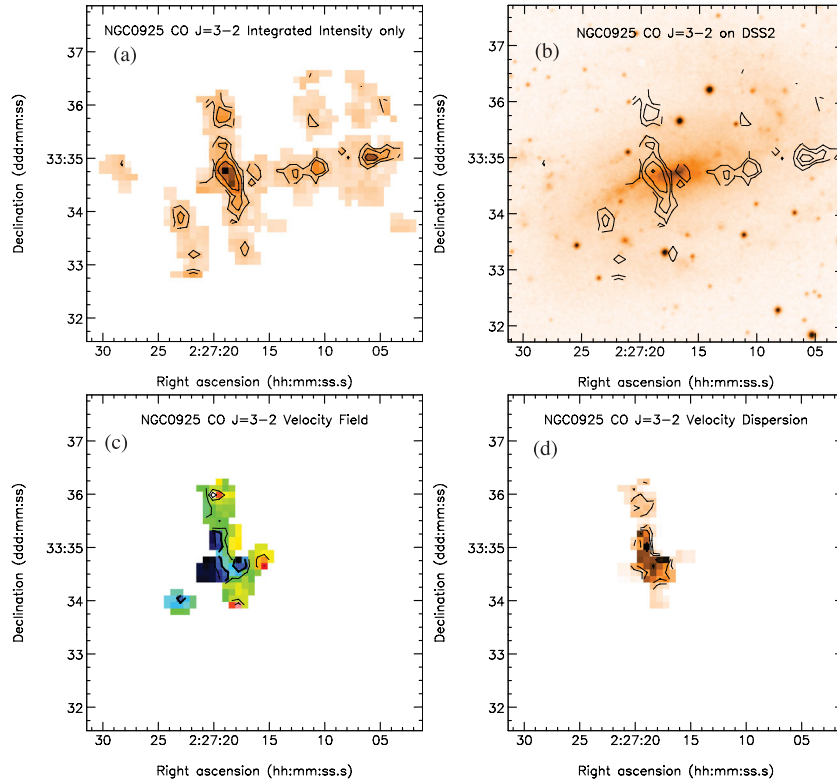 NGC0925 CO J=3-2 Integrated Intensity only
(a)
37
36
33:35
34
33
32
Declination (ddd:mm:ss)
30 25 2:27:20 15 10 05
Right ascension (hh:mm:ss.s)
NGC0925 CO J=3-2 on DSS2
(b)
37
36
33:35
34
33
32
Declination (ddd:mm:ss)
30 25 2:27:20 15 10 05
Right ascension (hh:mm:ss.s)
NGC0925 CO J=3-2 Velocity Field
(c)
37
36
33:35
34
33
32
Declination (ddd:mm:ss)
30 25 2:27:20 15 10 05
Right ascension (hh:mm:ss.s)
NGC0925 CO J=3-2 Velocity Dispersion
(d)
37
36
33:35
34
33
32
Declination (ddd:mm:ss)
30 25 2:27:20 15 10 05
Right ascension (hh:mm:ss.s)